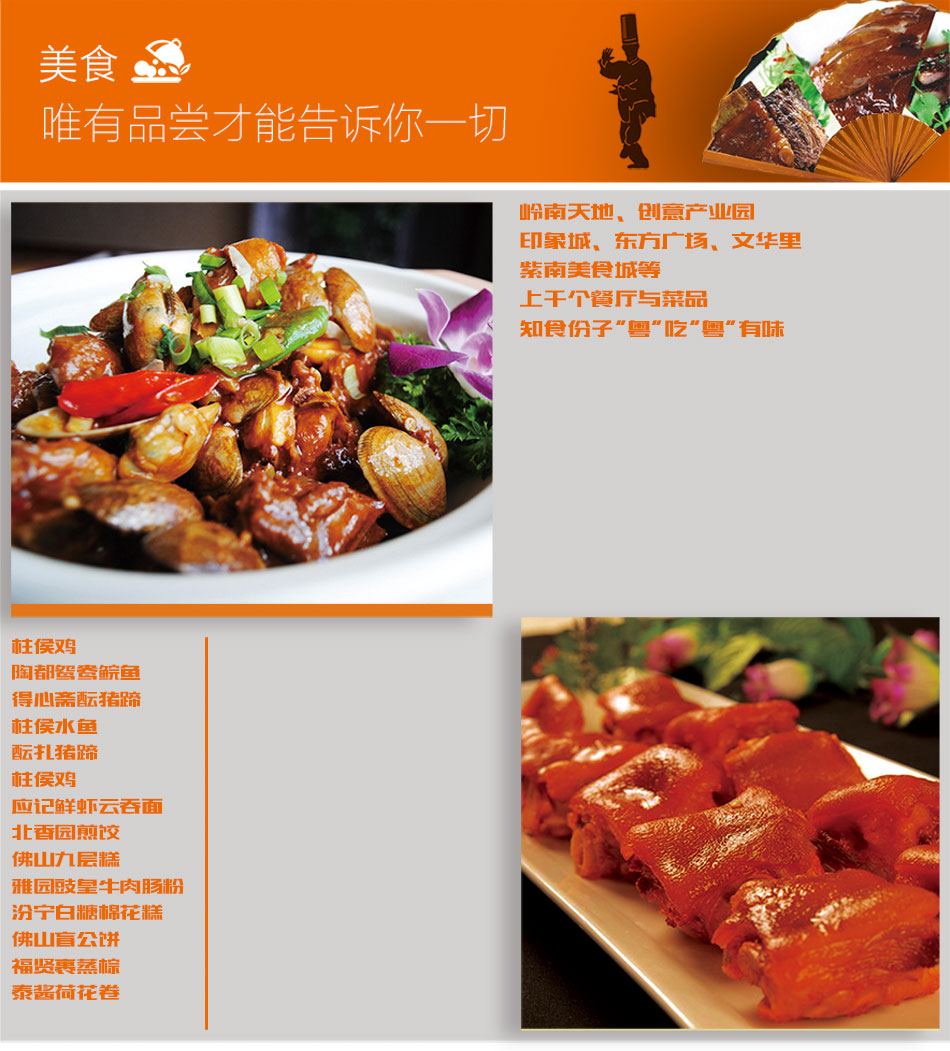 美食
唯有品尝才能告诉你一切
岭南天地、创意产业园
印象城、东方广场、文华里
紫南美食城等
上千个餐厅与菜品
知食份子“粤”吃“粤”有味
柱侯鸡
陶都鸳鸯鲩鱼
得心斋酝猪蹄
柱侯水鱼
酝扎猪蹄
柱侯鸡
应记鲜虾云吞面
北香园煎饺
佛山九层糕
雅园豉皇牛肉肠粉
汾宁白糖棉花糕
佛山盲公饼
福贤裹蒸粽
泰酱荷花卷